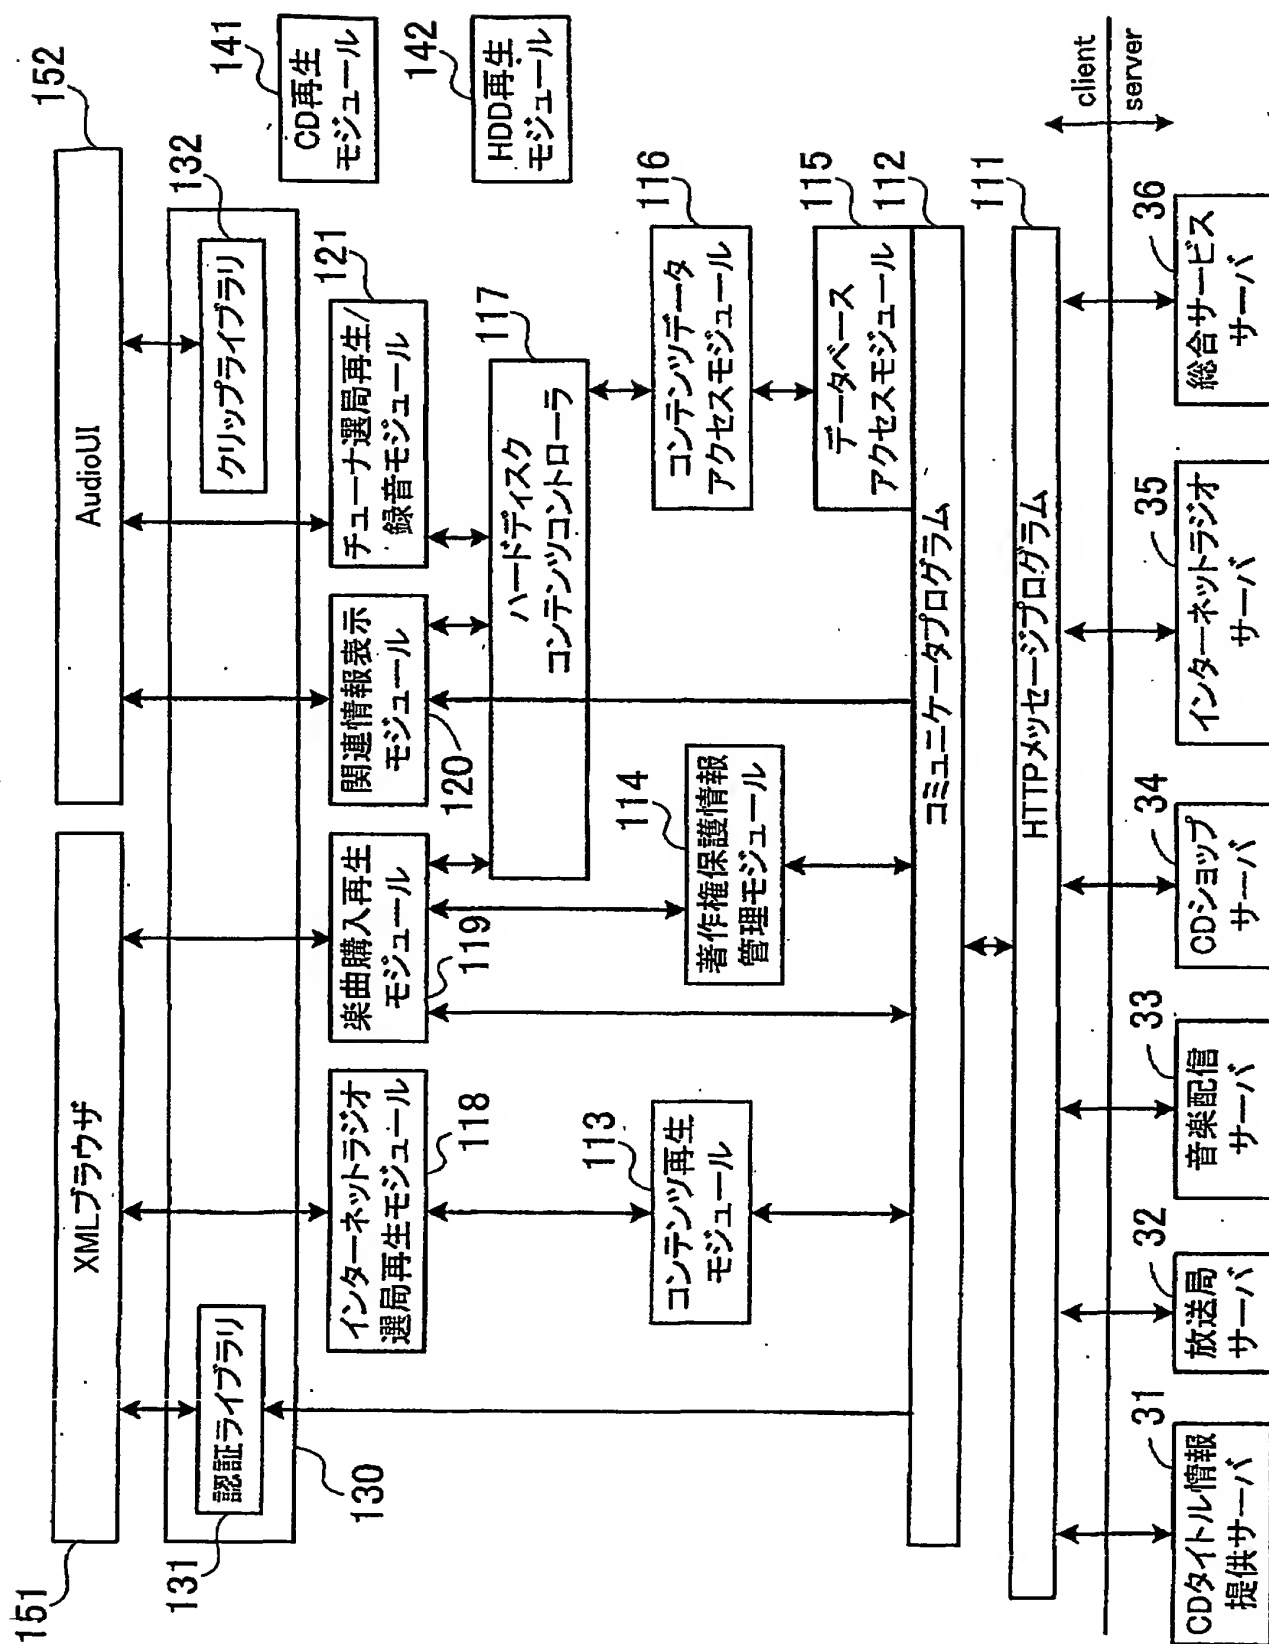 151
XMLブラウザ
AudioUI
152
131
認証ライブラリ
130
クリップライブラリ
132
CD再生
モジュール
141
HDD再生
モジュール
142
インターネットラジオ
選局再生モジュール
118
楽曲購入再生
モジュール
119
関連情報表示
モジュール
120
チューナ選局再生/
録音モジュール
121
ハードディスク
コンテンツコントローラ
117
コンテンツ再生
モジュール
113
著作権保護情報
管理モジュール
114
コンテンツデータ
アクセスモジュール
116
データベース
アクセスモジュール
115
コミュニケータプログラム
112
HTTPメッセージプログラム
111
client
server
CDタイトル情報
提供サーバ
31
放送局
サーバ
32
音楽配信
サーバ
33
CDショップ
サーバ
34
インターネットラジオ
サーバ
35
総合サービス
サーバ
36